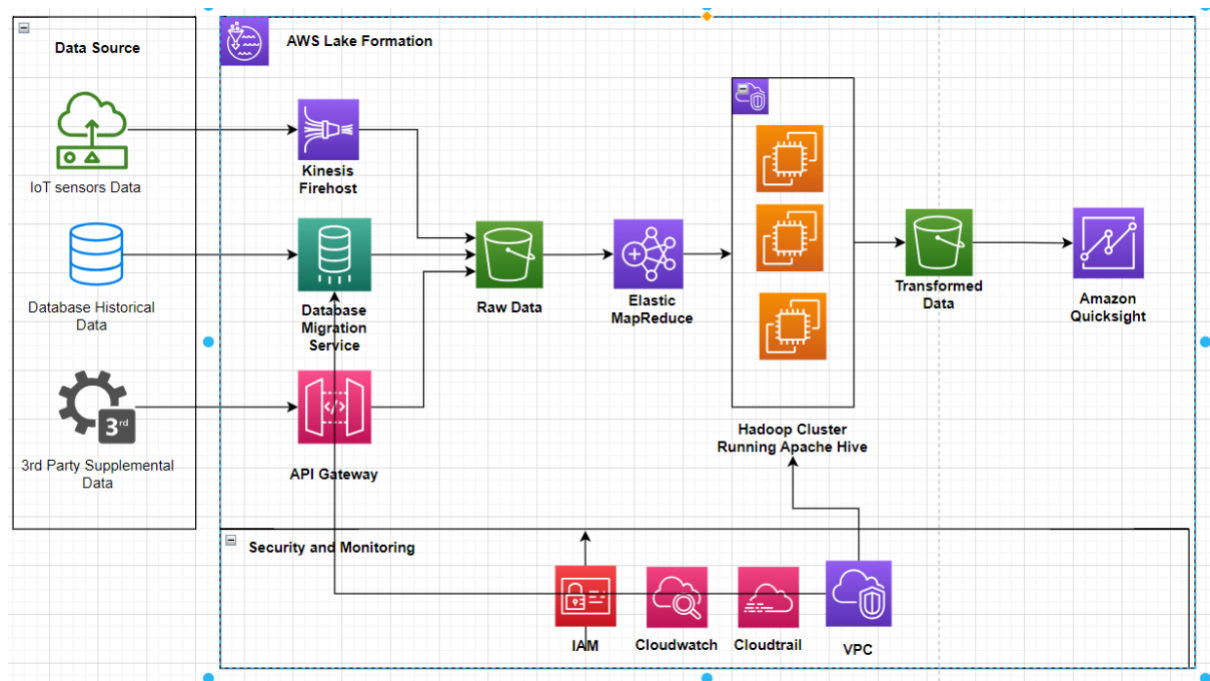 Data Source
AWS Lake Formation
IoT sensors Data
Kinesis
Firehost
Database Historical
Data
Database
Migration
Service
3rd
3rd Party Supplemental
Data
API Gateway
Raw Data
Elastic
MapReduce
Hadoop Cluster
Running Apache Hive
Transformed
Data
Amazon
Quicksight
Security and Monitoring
IAM
Cloudwatch
Cloudtrail
VPC